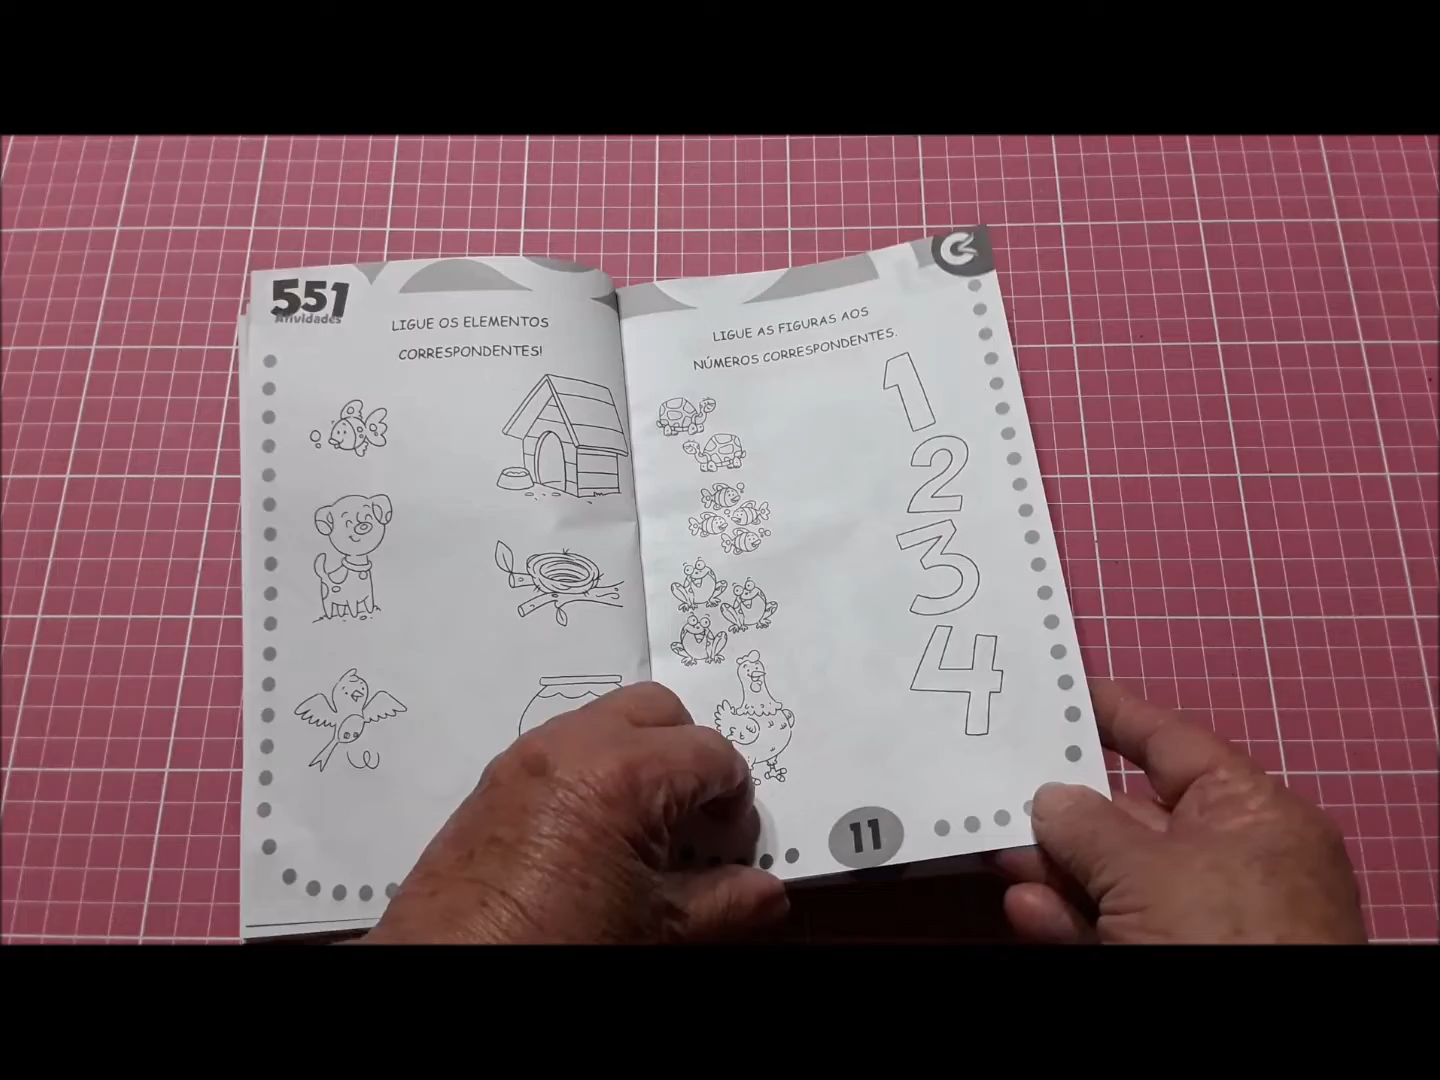 551
Atividades
LIGUE OS ELEMENTOS
CORRESPONDENTES!
LIGUE AS FIGURAS AOS
NÚMEROS CORRESPONDENTES.
1
2
3
4
11